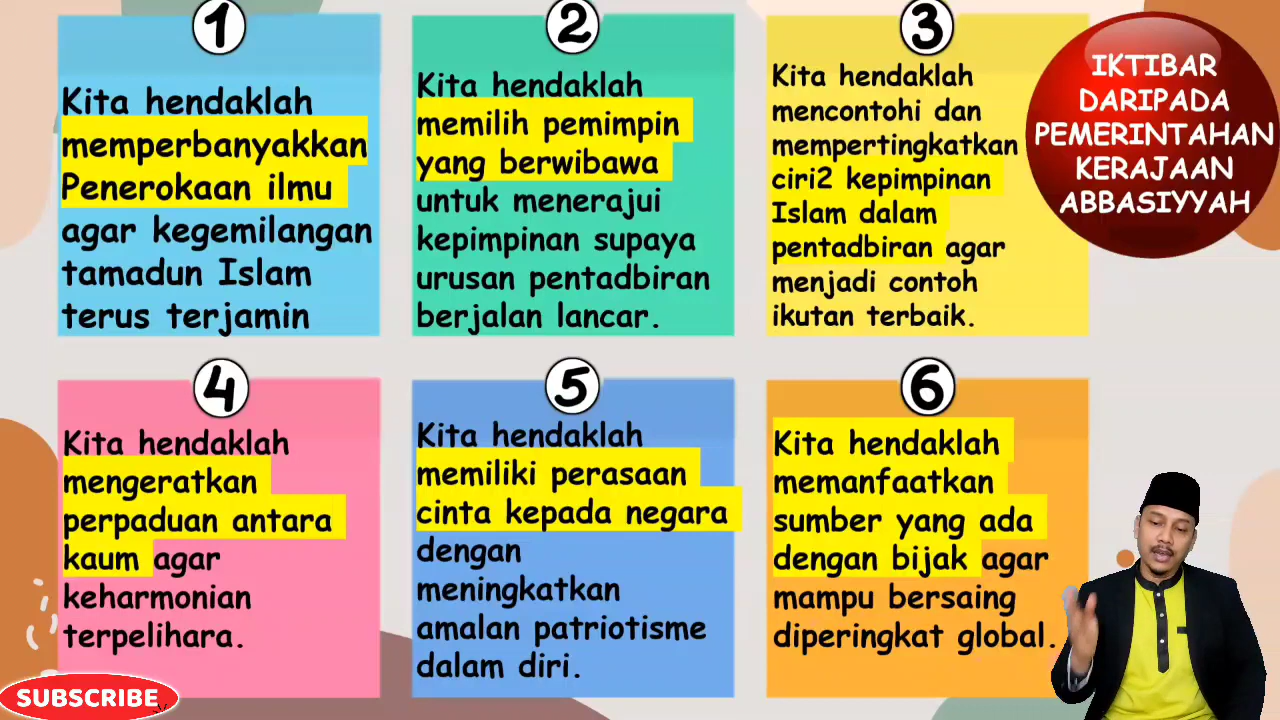 1
Kita hendaklah
memperbanyakkan
Penerokaan ilmu
agar kegemilangan
tamadun Islam
terus terjamin
2
Kita hendaklah
memilih pemimpin
yang berwibawa
untuk menerajui
kepimpinan supaya
urusan pentadbiran
berjalan lancar.
3
Kita hendaklah
mencontohi dan
mempertingkatkan
ciri2 kepimpinan
Islam dalam
pentadbiran agar
menjadi contoh
ikutan terbaik.
IKTIBAR
DARIPADA
PEMERINTAHAN
KERAJAAN
ABBASIYYAH
4
Kita hendaklah
mengeratkan
perpaduan antara
kaum agar
keharmonian
terpelihara.
5
Kita hendaklah
memiliki perasaan
cinta kepada negara
dengan
meningkatkan
amalan patriotisme
dalam diri.
6
Kita hendaklah
memanfaatkan
sumber yang ada
dengan bijak agar
mampu bersaing
diperingkat global.
SUBSCRIBE